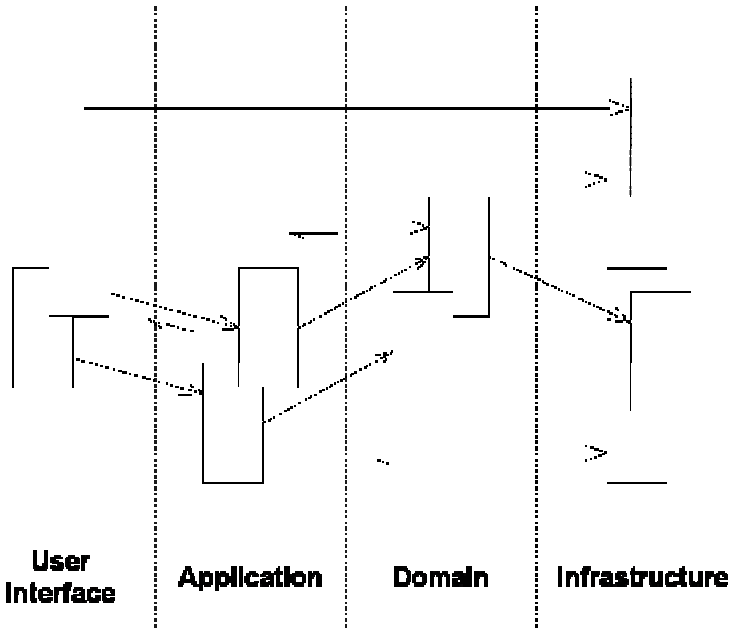 User
Interface
Application
Domain
Infrastructure